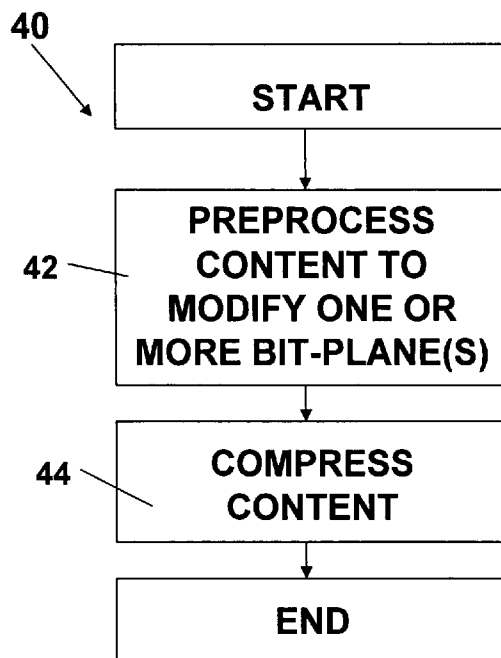 40
START
PREPROCESS
CONTENT TO
42
MODIFY ONE OR
MORE BIT-PLANE(S)
COMPRESS
44
CONTENT
END